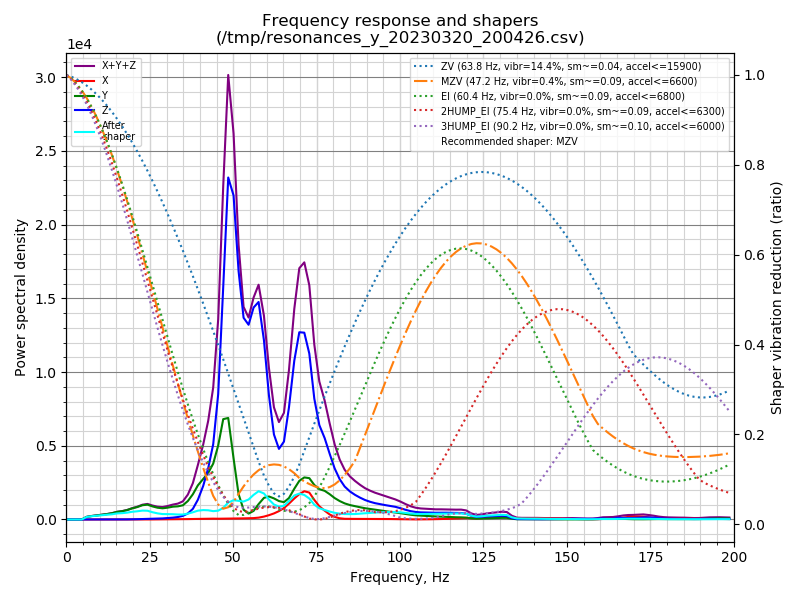 Frequency response and shapers
(/tmp/resonances_y_20230320_200426.csv)
1e4
X+Y+Z
X
Y
Z
After
shaper
ZV (63.8 Hz, vibr=14.4%, sm~=0.04, accel<=15900)
MZV (47.2 Hz, vibr=0.4%, sm~=0.09, accel<=6600)
EI (60.4 Hz, vibr=0.0%, sm~=0.09, accel<=6800)
2HUMP_EI (75.4 Hz, vibr=0.0%, sm~=0.09, accel<=6300)
3HUMP_EI (90.2 Hz, vibr=0.0%, sm~=0.10, accel<=6000)
Recommended shaper: MZV
Power spectral density
3.0
2.5
2.0
1.5
1.0
0.5
0.0
Shaper vibration reduction (ratio)
1.0
0.8
0.6
0.4
0.2
0.0
0 25 50 75 100 125 150 175 200
Frequency, Hz